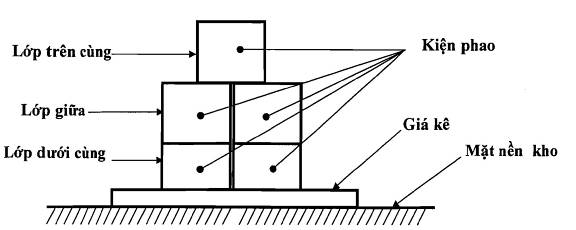 Lớp trên cùng
Kiện phao
Lớp giữa
Giá kê
Lớp dưới cùng
Mặt nền kho